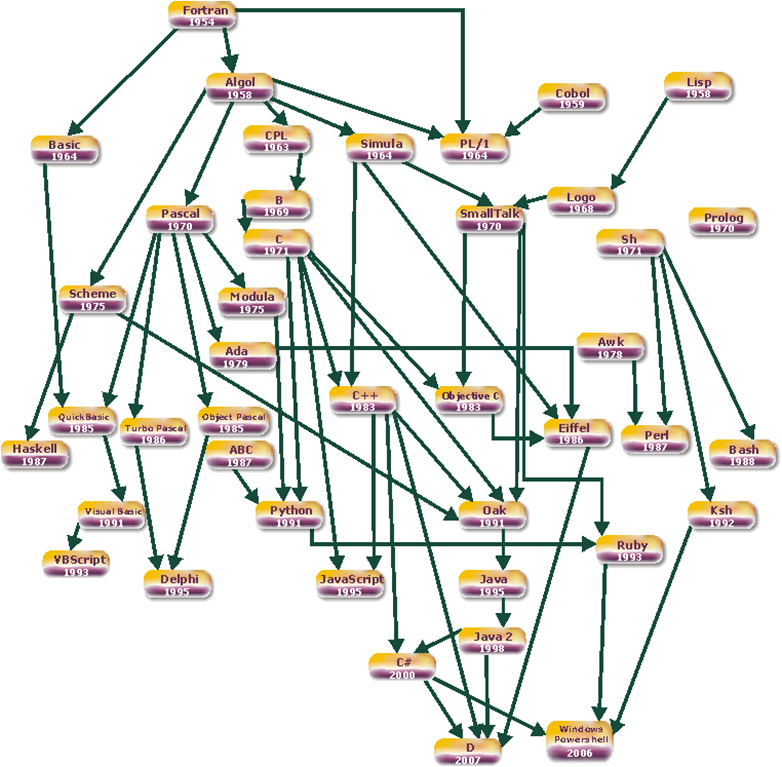 Fortran
1954
Algol
1958
Cobol
1959
Lisp
1958
Basic
1964
CPL
1963
Simula
1964
PL/1
1964
B
1969
Logo
1968
Pascal
1970
SmallTalk
1970
Prolog
1970
C
1971
Sh
1971
Scheme
1975
Modula
1975
Ada
1979
Awk
1978
C++
1983
Objective C
1983
QuickBasic
1985
Turbo Pascal
1986
Object Pascal
1985
Eiffel
1986
Perl
1987
Haskell
1987
ABC
1987
Bash
1988
Visual Basic
1991
Python
1991
Oak
1991
Ksh
1992
VBScript
1993
Ruby
1993
Delphi
1995
JavaScript
1995
Java
1995
Java 2
1998
C#
2000
D
2007
Windows
Powershell
2006